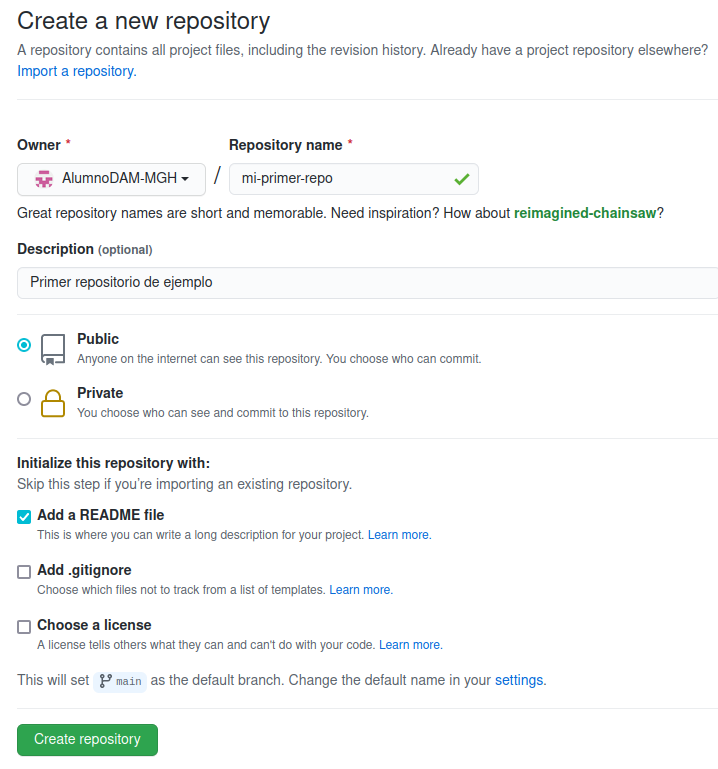 Create a new repository
A repository contains all project files, including the revision history. Already have a project repository elsewhere?
Import a repository.
Owner * Repository name *
AlumnoDAM-MGH / mi-primer-repo
Great repository names are short and memorable. Need inspiration? How about reimagined-chainsaw?
Description (optional)
Primer repositorio de ejemplo
Public
Anyone on the internet can see this repository. You choose who can commit.
Private
You choose who can see and commit to this repository.
Initialize this repository with:
Skip this step if you're importing an existing repository.
Add a README file
This is where you can write a long description for your project. Learn more.
Add .gitignore
Choose which files not to track from a list of templates. Learn more.
Choose a license
A license tells others what they can and can't do with your code. Learn more.
This will set main as the default branch. Change the default name in your settings.
Create repository